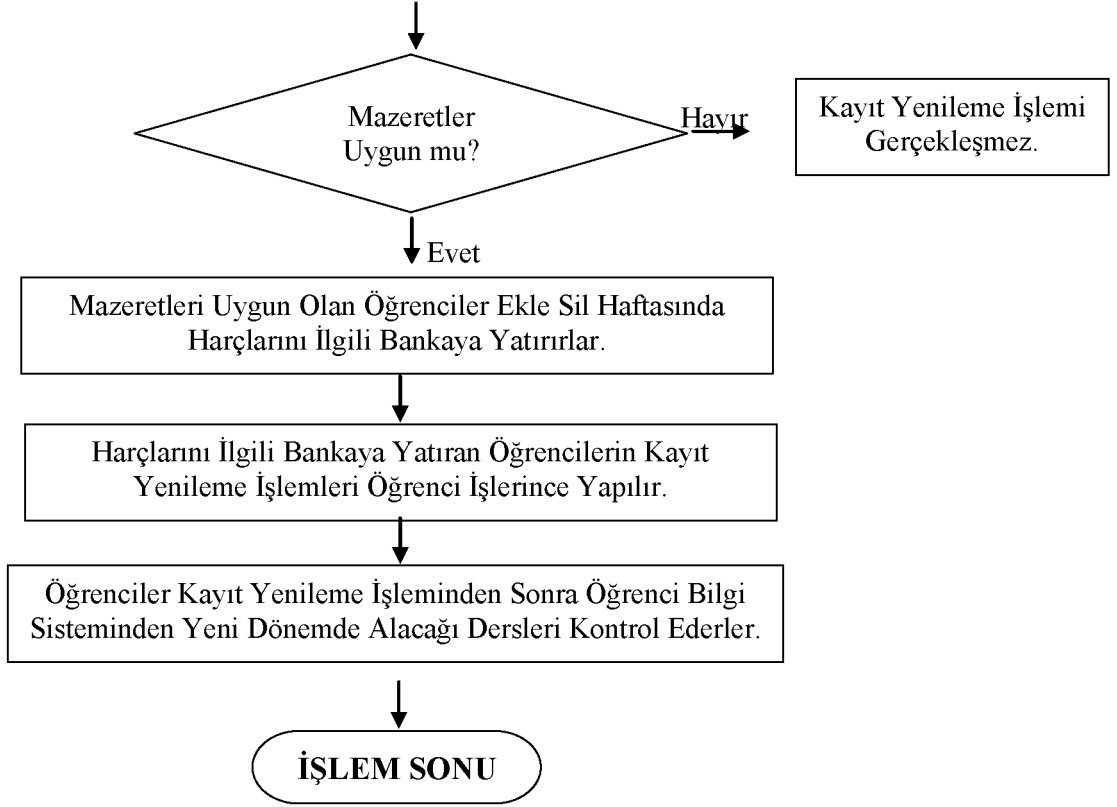 Mazeretler
Uygun mu?
Hayır
Kayıt Yenileme İşlemi
Gerçekleşmez.
Evet
Mazeretleri Uygun Olan Öğrenciler Ekle Sil Haftasında
Harçlarını İlgili Bankaya Yatırırlar.
Harçlarını İlgili Bankaya Yatıran Öğrencilerin Kayıt
Yenileme İşlemleri Öğrenci İşlerince Yapılır.
Öğrenciler Kayıt Yenileme İşleminden Sonra Öğrenci Bilgi
Sisteminden Yeni Dönemde Alacağı Dersleri Kontrol Ederler.
İŞLEM SONU